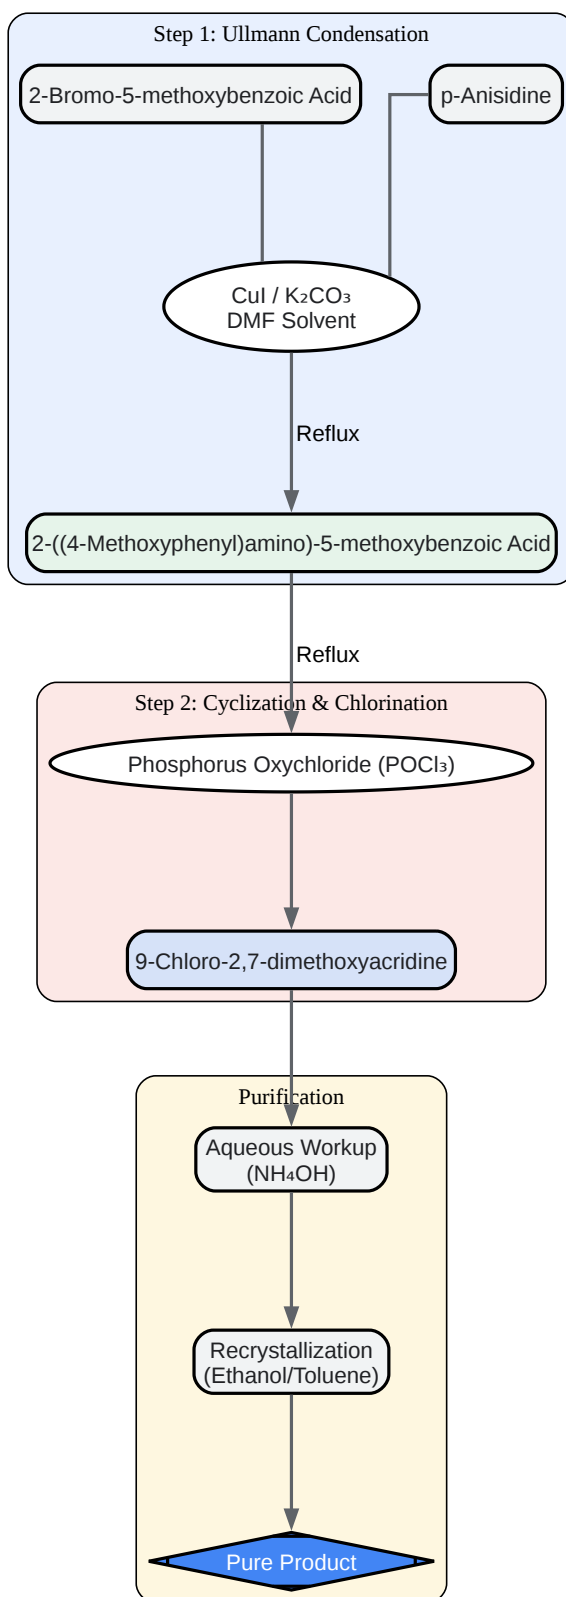 Step 1: Ullmann Condensation
2-Bromo-5-methoxybenzoic Acid
p-Anisidine
CuI / K₂CO₃
DMF Solvent
Reflux
2-((4-Methoxyphenyl)amino)-5-methoxybenzoic Acid
Reflux
Step 2: Cyclization & Chlorination
Phosphorus Oxychloride (POCl₃)
9-Chloro-2,7-dimethoxyacridine
Purification
Aqueous Workup
(NH₄OH)
Recrystallization
(Ethanol/Toluene)
Pure Product